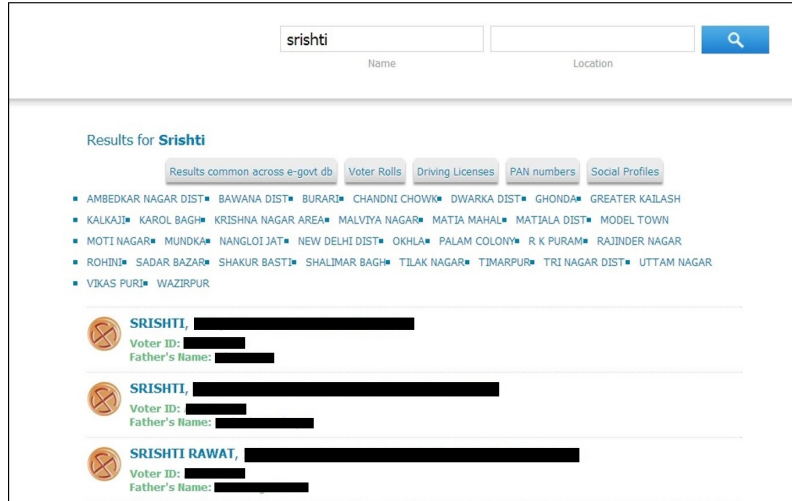 srishti
Name Location
Results for Srishti
Results common across e-govt db Voter Rolls Driving Licenses PAN numbers Social Profiles
AMBEDKAR NAGAR DIST BAWANA DIST BURARI CHANDNI CHOWK DWARKA DIST GHONDA GREATER KAILASH
KALKAJI KAROL BAGH KRISHNA NAGAR AREA MALVIYA NAGAR MATIA MAHAL MATIALA DIST MODEL TOWN
MOTI NAGAR MUNDKA NANGLOI JAT NEW DELHI DIST OKHLA PALAM COLONY R K PURAM RAJINDER NAGAR
ROHINI SADAR BAZAR SHAKUR BASTI SHALIMAR BAGH TILAK NAGAR TIMARPUR TRI NAGAR DIST UTTAM NAGAR
VIKAS PURI WAZIRPUR
SRISHTI,
Voter ID:
Father's Name:
SRISHTI,
Voter ID:
Father's Name:
SRISHTI RAWAT,
Voter ID:
Father's Name: